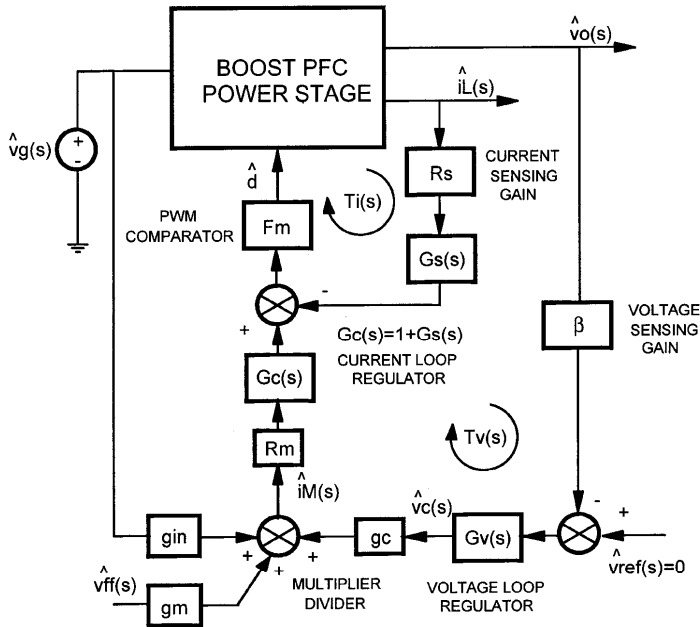 BOOST PFC
POWER STAGE
^vo(s)
^iL(s)
^vg(s)
+
-
^d
Ti(s)
Rs
CURRENT
SENSING
GAIN
PWM
COMPARATOR
Fm
Gs(s)
-
+
Gc(s)=1+Gs(s)
CURRENT LOOP
REGULATOR
Gc(s)
β
VOLTAGE
SENSING
GAIN
Rm
Tv(s)
^iM(s)
^vc(s)
-
+
gin
+
+
+
gc
Gv(s)
^vref(s)=0
^vff(s)
gm
MULTIPLIER
DIVIDER
VOLTAGE LOOP
REGULATOR